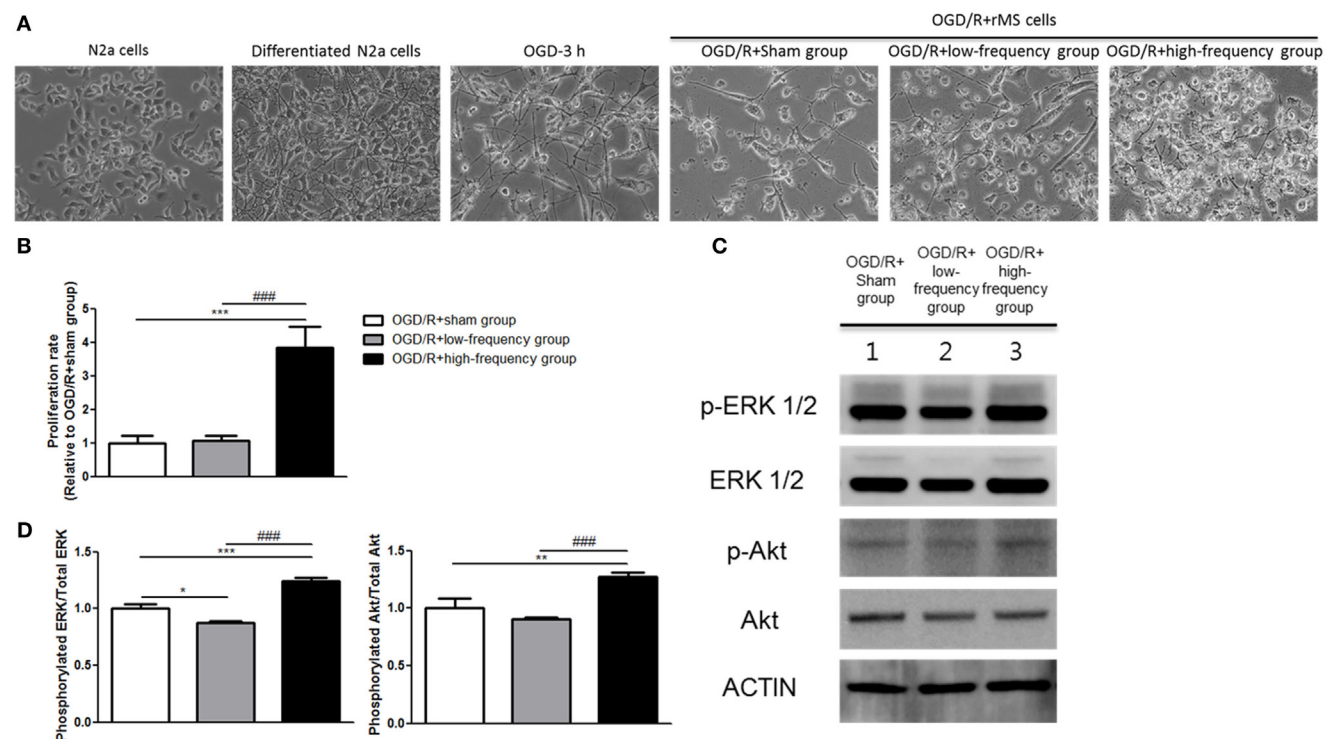 A
OGD/R+rMS cells
N2a cells
Differentiated N2a cells
OGD-3 h
OGD/R+Sham group
OGD/R+low-frequency group
OGD/R+high-frequency group
B
Proliferation rate
(Relative to OGD/R+sham group)
5
4
3
2
1
0
###
***
OGD/R+sham group
OGD/R+low-frequency group
OGD/R+high-frequency group
C
OGD/R+
Sham
group
OGD/R+
low-
frequency
group
OGD/R+
high-
frequency
group
1 2 3
p-ERK 1/2
ERK 1/2
p-Akt
Akt
ACTIN
D
Phosphorylated ERK/Total ERK
1.5
1.0
0.5
0.0
###
***
*
Phosphorylated Akt/Total Akt
1.5
1.0
0.5
0.0
###
**